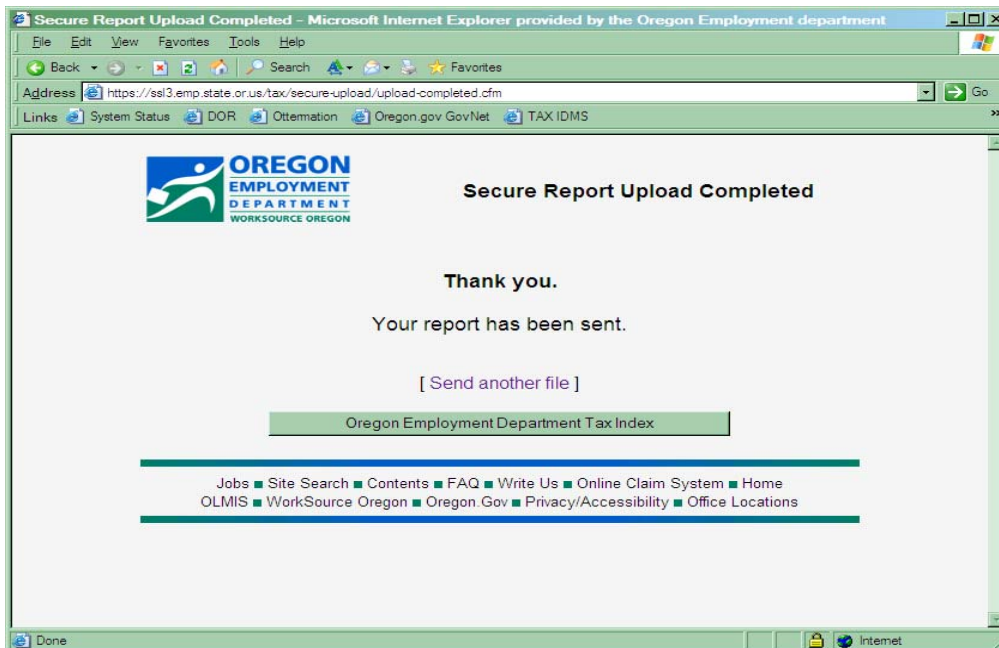 Secure Report Upload Completed - Microsoft Internet Explorer provided by the Oregon Employment department
File Edit View Favorites Tools Help
Back Search Favorites
Address https://ssl3.emp.state.or.us/tax/secure-upload/upload-completed.cfm Go
Links System Status DOR Ottermation Oregon.gov GovNet TAX IDMS »
OREGON
EMPLOYMENT
DEPARTMENT
WORKSOURCE OREGON
Secure Report Upload Completed
Thank you.
Your report has been sent.
[ Send another file ]
Oregon Employment Department Tax Index
Jobs ■ Site Search ■ Contents ■ FAQ ■ Write Us ■ Online Claim System ■ Home
OLMIS ■ WorkSource Oregon ■ Oregon.Gov ■ Privacy/Accessibility ■ Office Locations
Done Internet